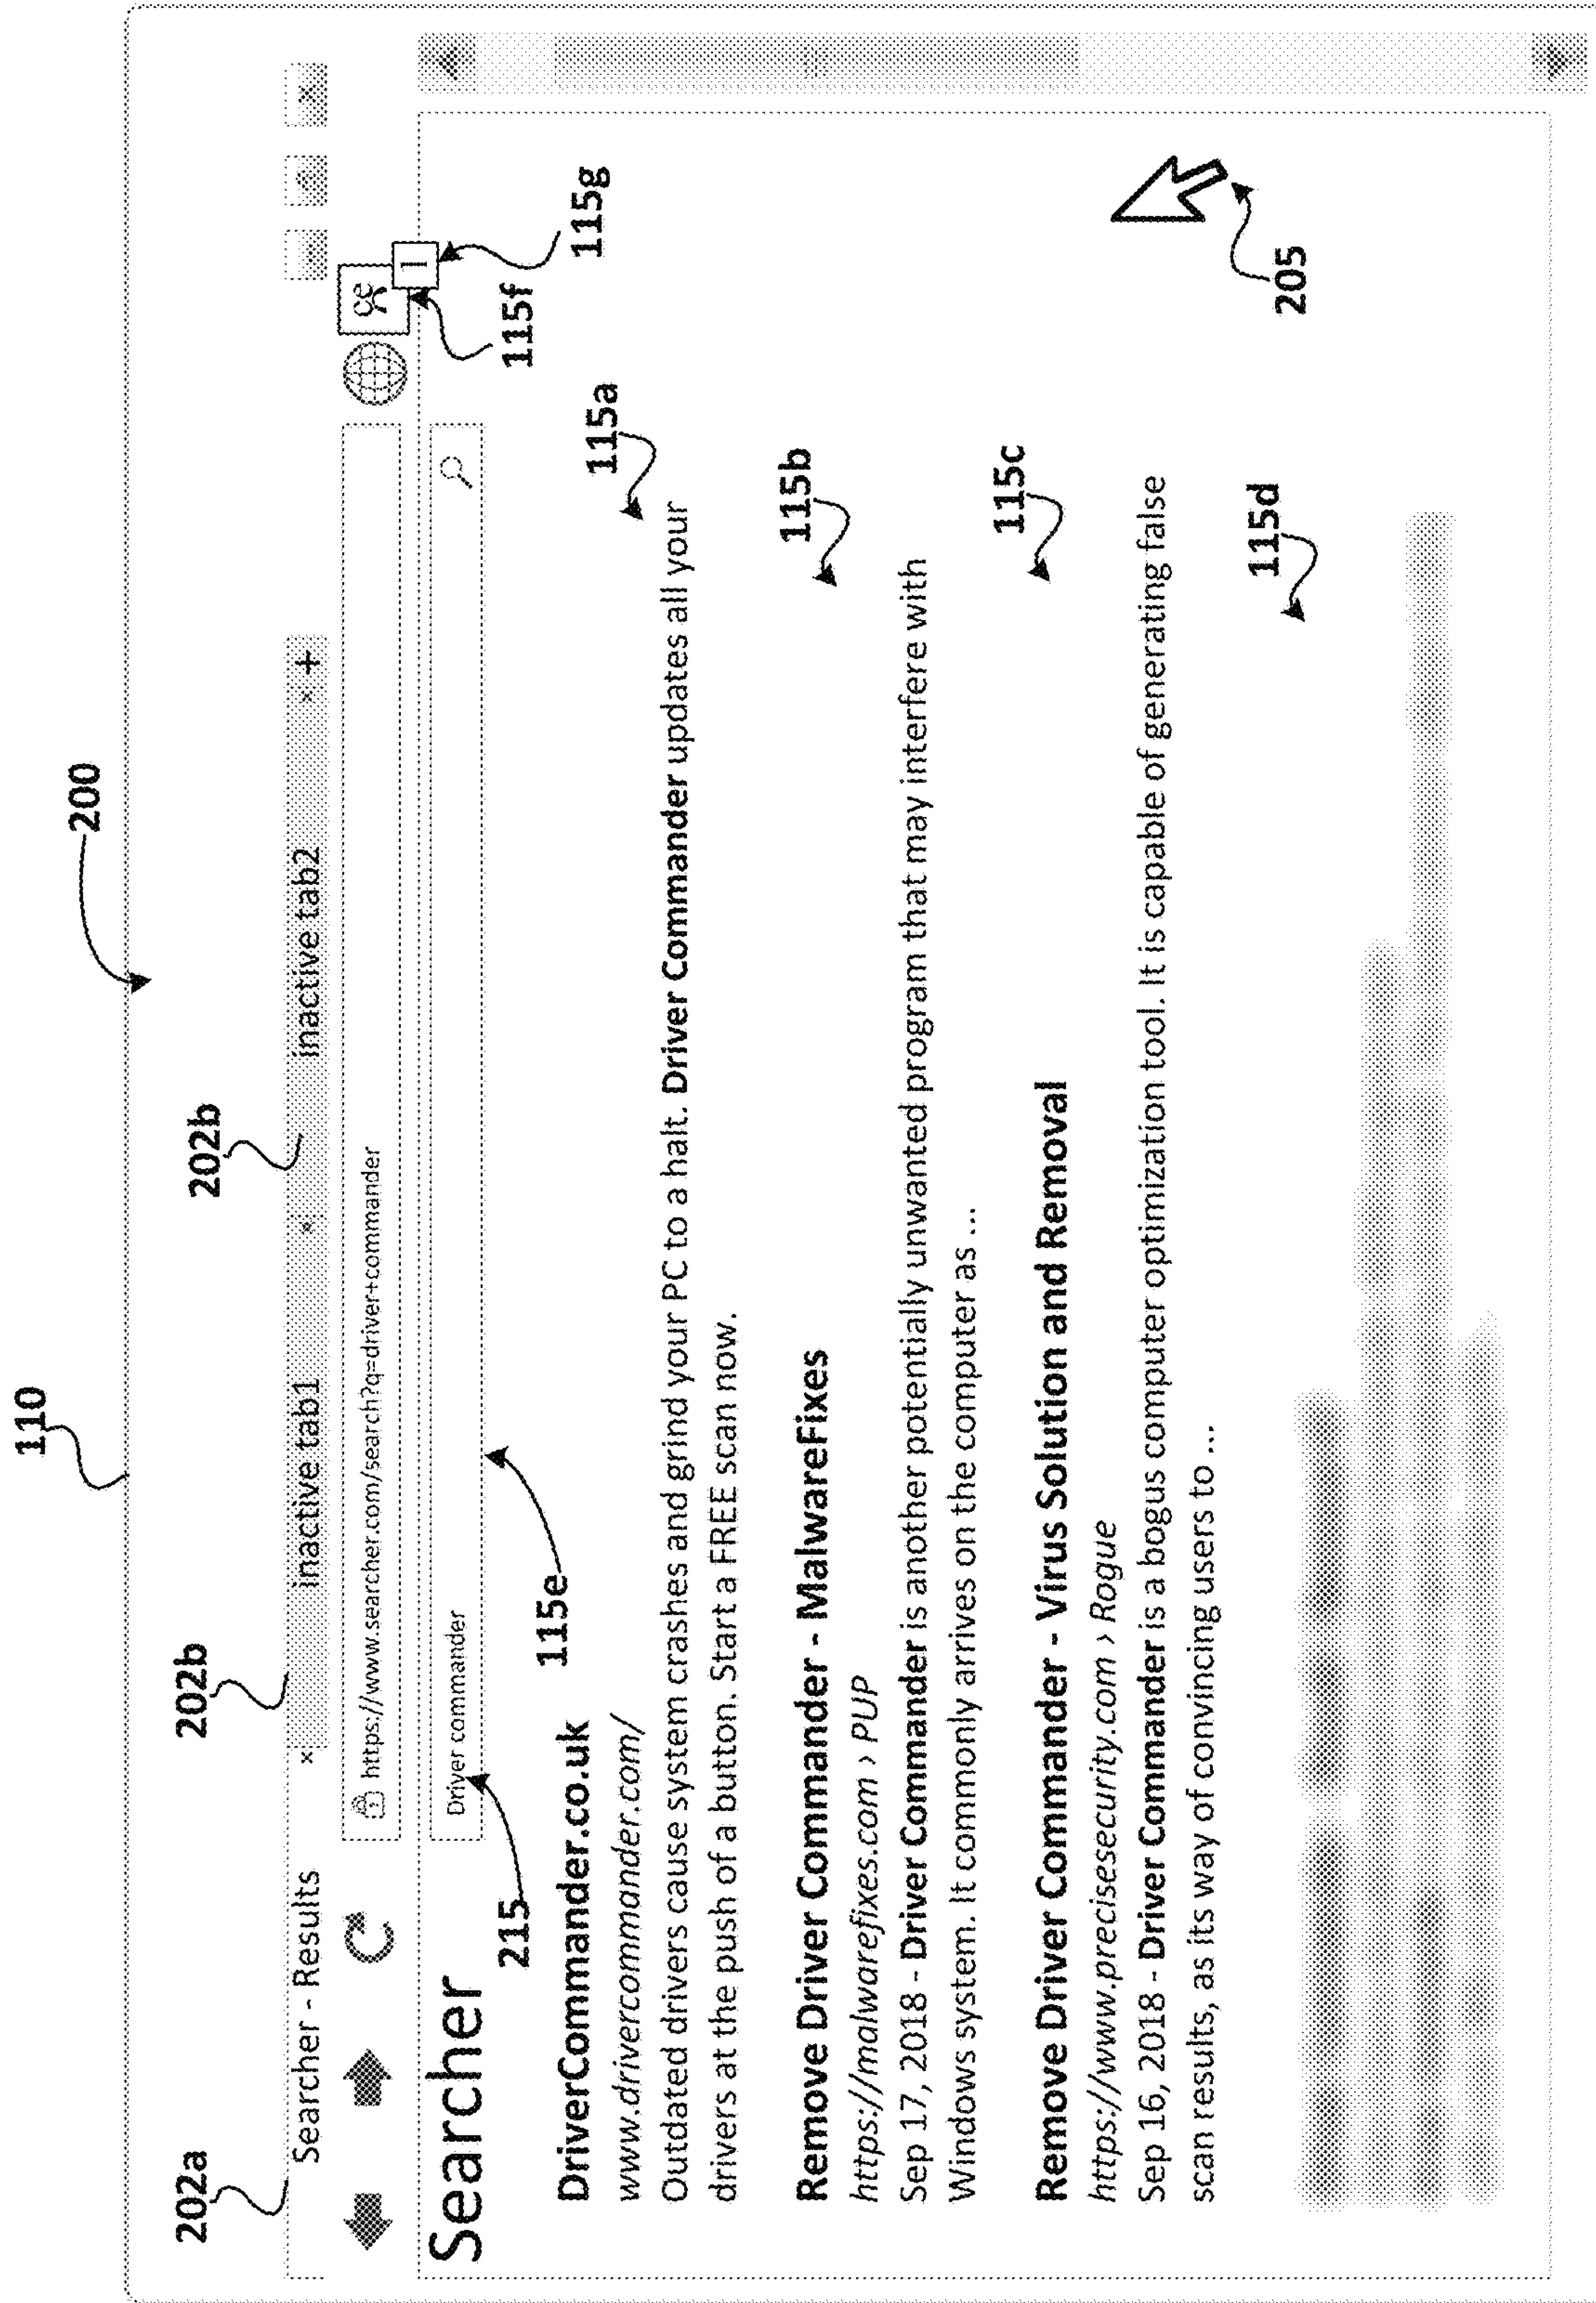 110
200
202a
202b
202b
Searcher - Results ×
inactive tab1 ×
inactive tab2 × +
https://www.searcher.com/search?q=driver+commander
ce
1
Searcher
Driver commander
215
115e
115f
115g
DriverCommander.co.uk
115a
www.drivercommander.com/
Outdated drivers cause system crashes and grind your PC to a halt. Driver Commander updates all your
drivers at the push of a button. Start a FREE scan now.
115b
Remove Driver Commander - MalwareFixes
https://malwarefixes.com › PUP
Sep 17, 2018 - Driver Commander is another potentially unwanted program that may interfere with
Windows system. It commonly arrives on the computer as ...
115c
Remove Driver Commander - Virus Solution and Removal
https://www.precisesecurity.com › Rogue
Sep 16, 2018 - Driver Commander is a bogus computer optimization tool. It is capable of generating false
scan results, as its way of convincing users to ...
205
115d